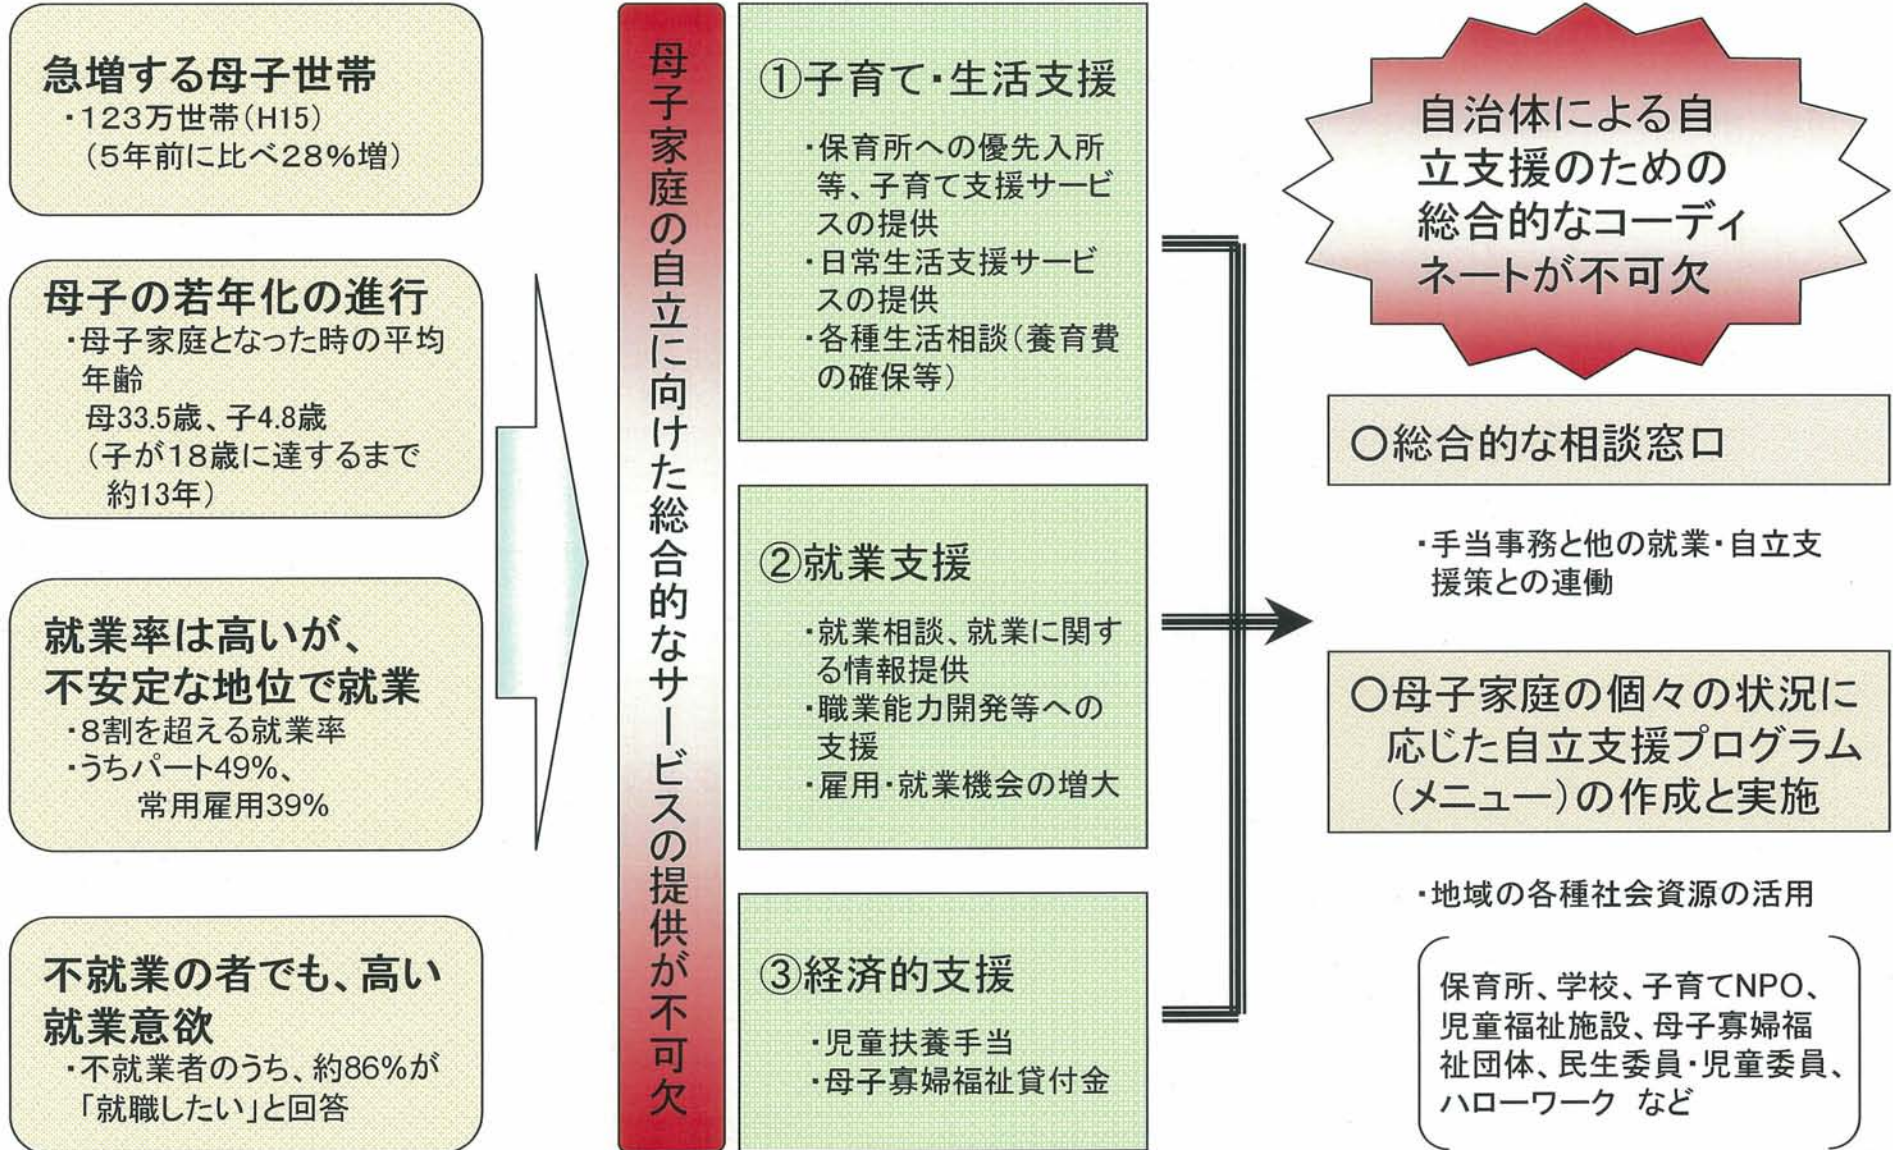 急増する母子世帯
・123万世帯(H15)
(5年前に比べ28%増)
母子の若年化の進行
・母子家庭となった時の平均
年齢
母33.5歳、子4.8歳
(子が18歳に達するまで
約13年)
就業率は高いが、
不安定な地位で就業
・8割を超える就業率
・うちパート49%、
常用雇用39%
不就業の者でも、高い
就業意欲
・不就業者のうち、約86%が
「就職したい」と回答
母子家庭の自立に向けた総合的なサービスの提供が不可欠
①子育て・生活支援
・保育所への優先入所
等、子育て支援サービ
スの提供
・日常生活支援サービ
スの提供
・各種生活相談(養育費
の確保等)
②就業支援
・就業相談、就業に関す
る情報提供
・職業能力開発等への
支援
・雇用・就業機会の増大
③経済的支援
・児童扶養手当
・母子寡婦福祉貸付金
自治体による自
立支援のための
総合的なコーディ
ネートが不可欠
○総合的な相談窓口
・手当事務と他の就業・自立支
援策との連働
○母子家庭の個々の状況に
応じた自立支援プログラム
(メニュー)の作成と実施
・地域の各種社会資源の活用
保育所、学校、子育てNPO、
児童福祉施設、母子寡婦福
祉団体、民生委員・児童委員、
ハローワーク など